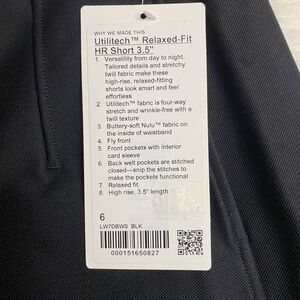 WHY WE MADE THIS
Utilitech™ Relaxed-Fit
HR Short 3.5"
1. Versatility from day to night.
Tailored details and stretchy
twill fabric make these
high-rise, relaxed-fitting
shorts look smart and feel
effortless
2. Utilitech™ fabric is four-way
stretch and wrinkle-free with a
twill texture
3. Buttery-soft Nulu™ fabric on
the inside of waistband
4. Fly front
5. Front pockets with interior
card sleeve
6. Back welt pockets are stitched
closed—snip the stitches to
make the pockets functional
7. Relaxed fit
8. High rise, 3.5" length
6
LW7DBWS BLK
000151650827